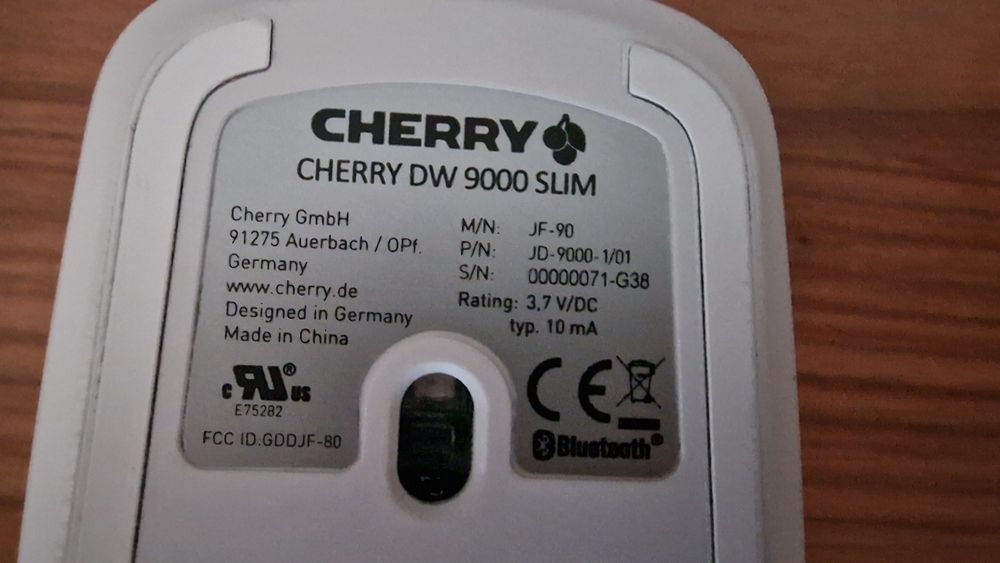 CHERRY
CHERRY DW 9000 SLIM
Cherry GmbH
91275 Auerbach / OPf.
Germany
www.cherry.de
Designed in Germany
Made in China
M/N: JF-90
P/N: JD-9000-1/01
S/N: 00000071-G38
Rating: 3,7 V/DC
typ. 10 mA
c RU® US
E75282
FCC ID:GDDJF-80
CE
Bluetooth®